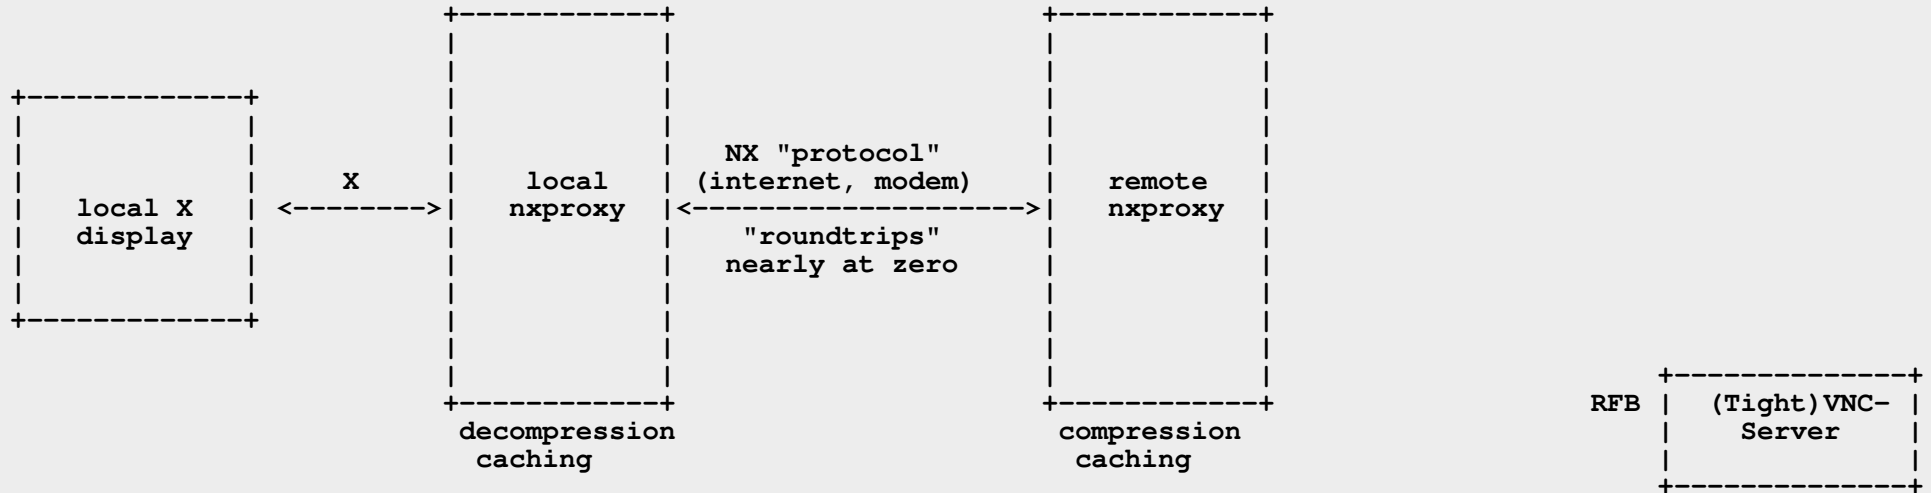 NX "protocol"
X local (internet, modem) remote
local X <--------> nxproxy <---------------------> nxproxy
display "roundtrips"
nearly at zero
RFB (Tight)VNC-
decompression compression Server
caching caching